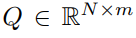 Q ∈ ℝ^{N×m}